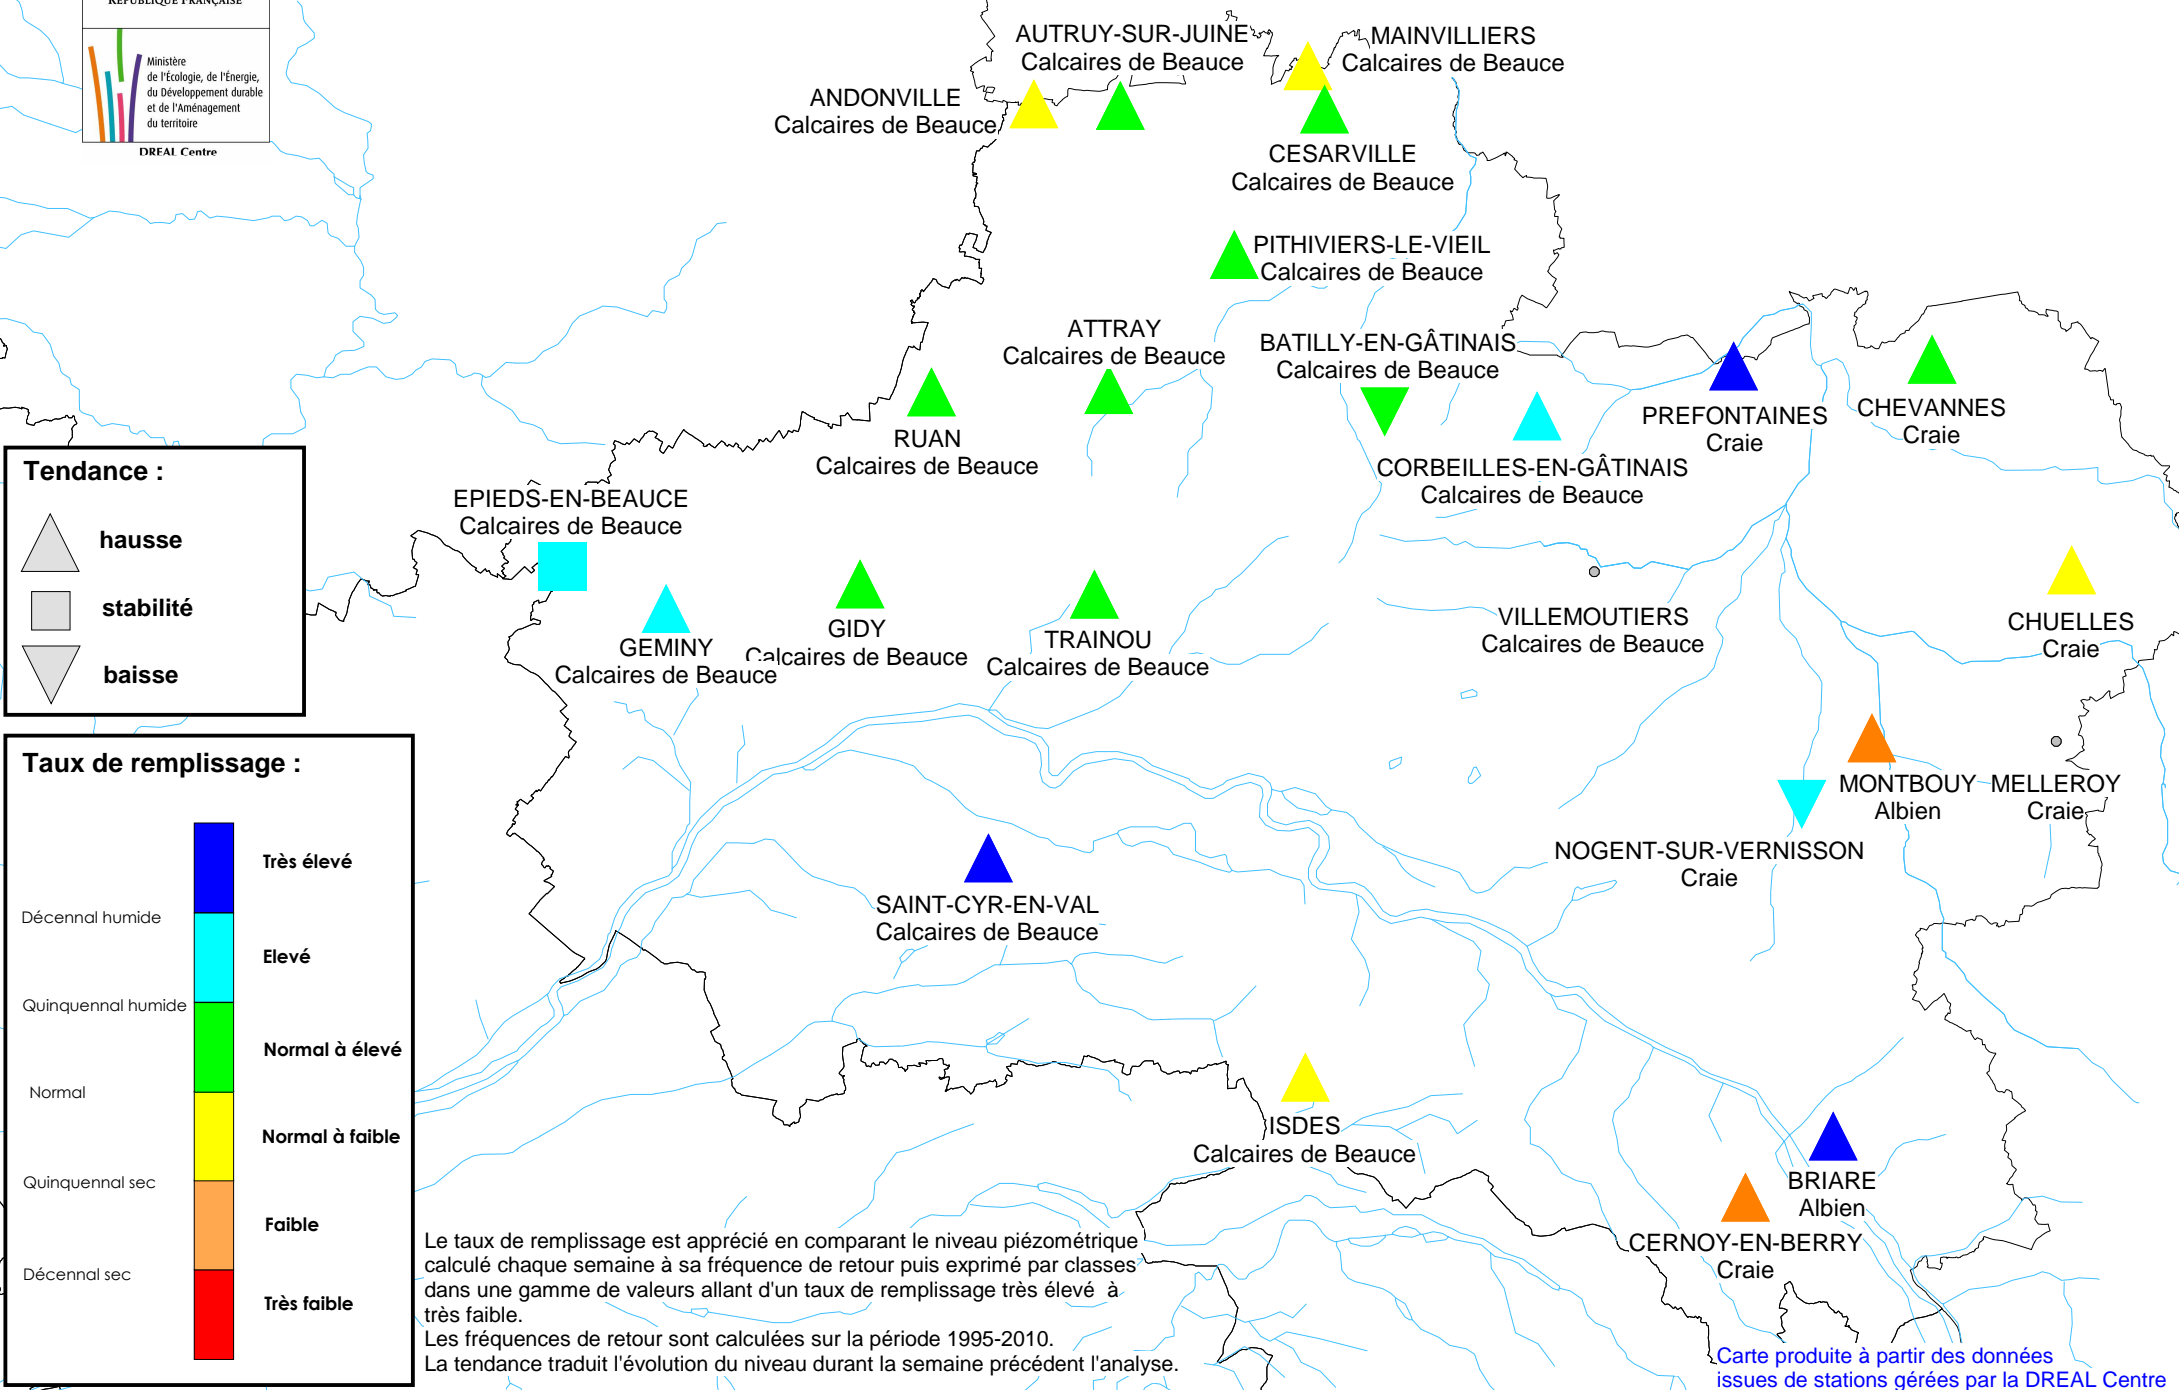 RÉPUBLIQUE FRANÇAISE
Ministère
de l'Écologie, de l'Énergie,
du Développement durable
et de l'Aménagement
du territoire
DREAL Centre
AUTRUY-SUR-JUINE
Calcaires de Beauce
MAINVILLIERS
Calcaires de Beauce
ANDONVILLE
Calcaires de Beauce
CESARVILLE
Calcaires de Beauce
PITHIVIERS-LE-VIEIL
Calcaires de Beauce
ATTRAY
Calcaires de Beauce
BATILLY-EN-GÂTINAIS
Calcaires de Beauce
RUAN
Calcaires de Beauce
CORBEILLES-EN-GÂTINAIS
Calcaires de Beauce
PREFONTAINES
Craie
CHEVANNES
Craie
EPIEDS-EN-BEAUCE
Calcaires de Beauce
GEMINY
Calcaires de Beauce
GIDY
Calcaires de Beauce
TRAINOU
Calcaires de Beauce
VILLEMOUTIERS
Calcaires de Beauce
CHUELLES
Craie
MONTBOUY
Albien
MELLEROY
Craie
NOGENT-SUR-VERNISSON
Craie
SAINT-CYR-EN-VAL
Calcaires de Beauce
ISDES
Calcaires de Beauce
BRIARE
Albien
CERNOY-EN-BERRY
Craie
Tendance :
hausse
stabilité
baisse
Taux de remplissage :
Très élevé
Décennal humide
Elevé
Quinquennal humide
Normal à élevé
Normal
Normal à faible
Quinquennal sec
Faible
Décennal sec
Très faible
Le taux de remplissage est apprécié en comparant le niveau piézométrique
calculé chaque semaine à sa fréquence de retour puis exprimé par classes
dans une gamme de valeurs allant d'un taux de remplissage très élevé à
très faible.
Les fréquences de retour sont calculées sur la période 1995-2010.
La tendance traduit l'évolution du niveau durant la semaine précédent l'analyse.
Carte produite à partir des données
issues de stations gérées par la DREAL Centre